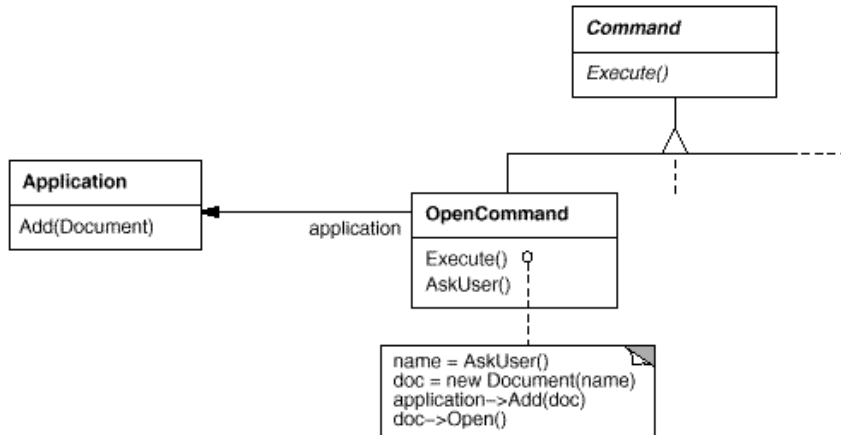 Command
Execute()
Application
Add(Document)
application
OpenCommand
Execute()
AskUser()
name = AskUser()
doc = new Document(name)
application->Add(doc)
doc->Open()